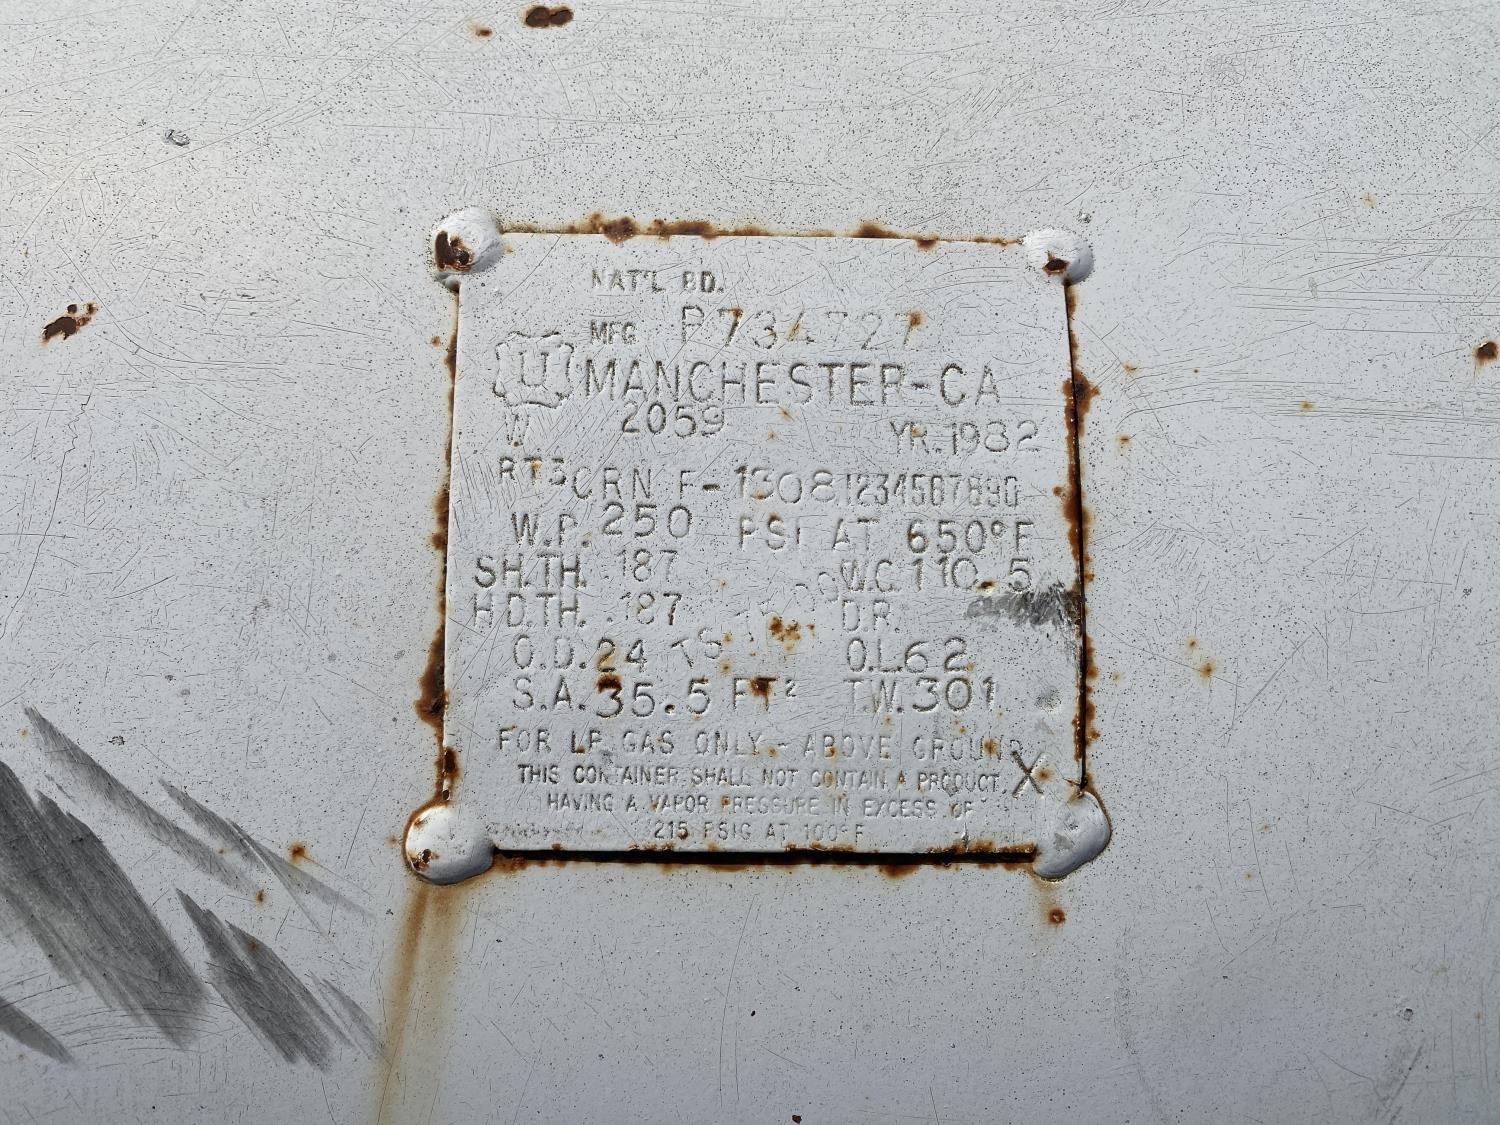 NAT'L BD.
MFG P734727
U MANCHESTER-CA
W 2059 YR.1982
RT3 CRN F-1308.1234567890
W.P. 250 PSI AT 650°F
SH.TH. .187 W.C. 110.5
HD.TH. .187 D.P.
O.D. 24 O.L. 62
S.A. 35.5 FT² T.W. 301
FOR LP GAS ONLY - ABOVE GROUND X
THIS CONTAINER SHALL NOT CONTAIN A PRODUCT,
HAVING A VAPOR PRESSURE IN EXCESS OF
215 PSIG AT 100°F